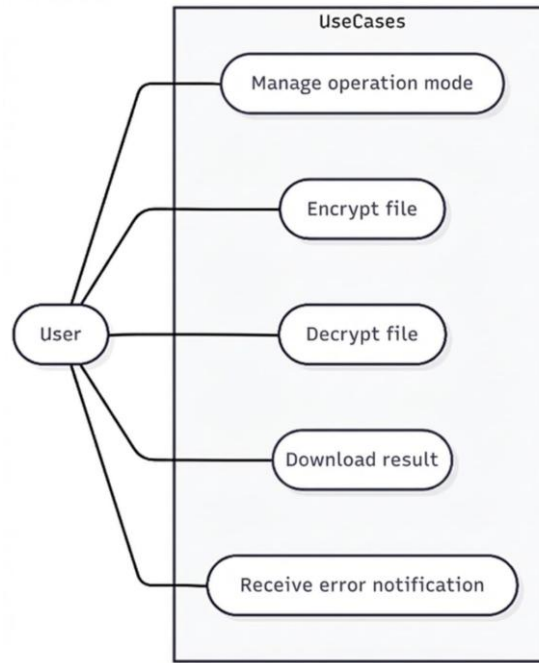 UseCases
Manage operation mode
Encrypt file
User
Decrypt file
Download result
Receive error notification